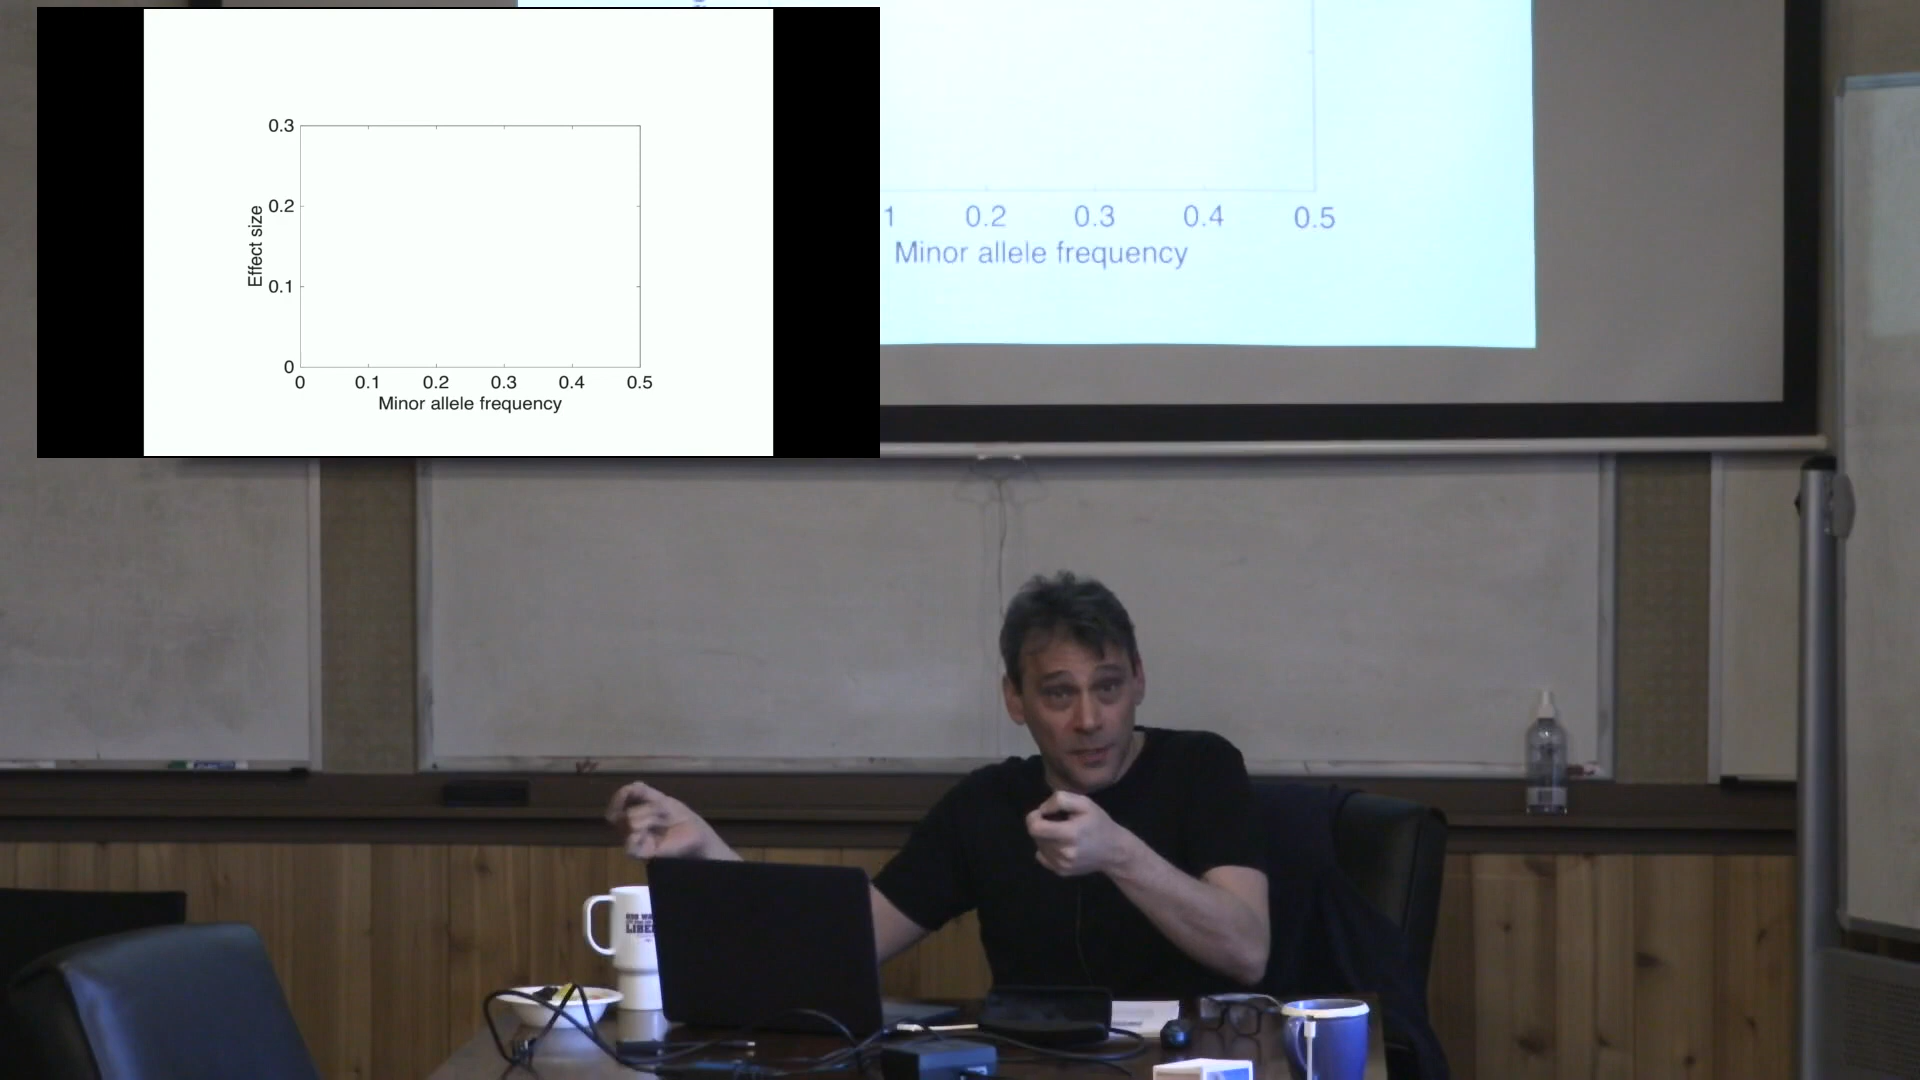 0.3
0.2
0.1
0
Effect size
0 0.1 0.2 0.3 0.4 0.5
Minor allele frequency
1 0.2 0.3 0.4 0.5
Minor allele frequency